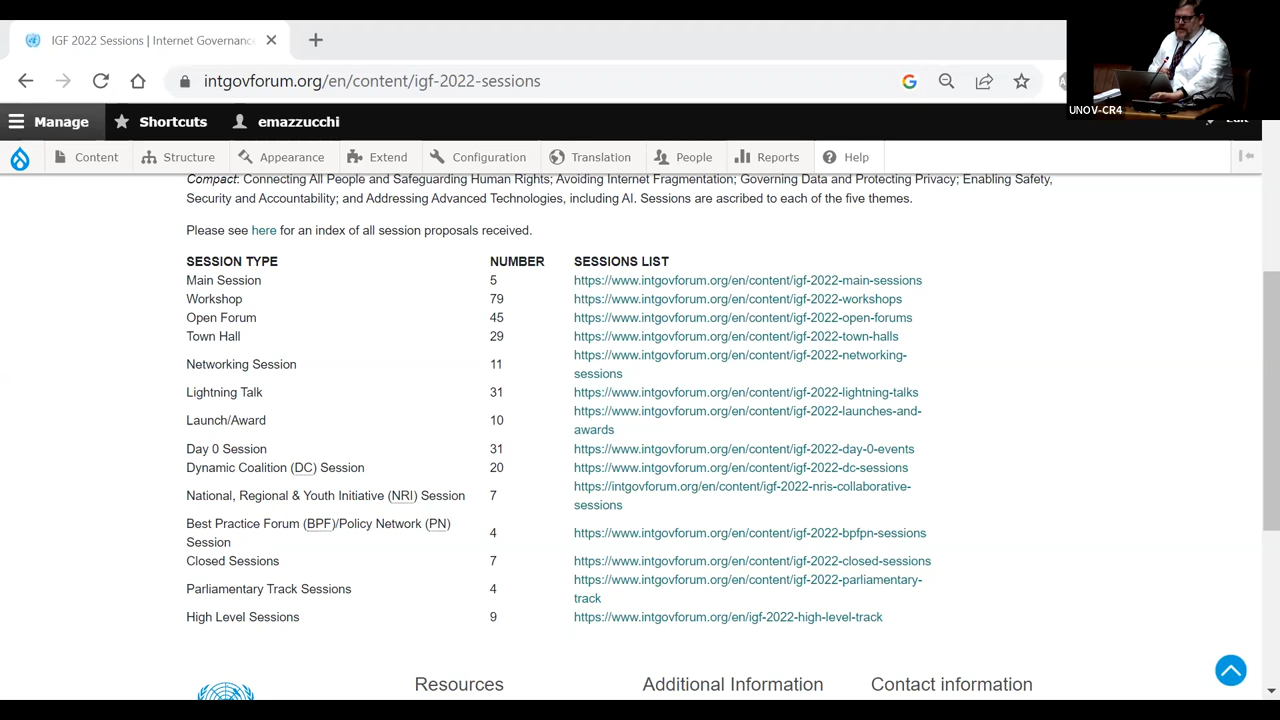 IGF 2022 Sessions | Internet Governanc
intgovforum.org/en/content/igf-2022-sessions
UNOV-CR4
Manage Shortcuts emazzucchi Edit
Content Structure Appearance Extend Configuration Translation People Reports Help
Compact: Connecting All People and Safeguarding Human Rights; Avoiding Internet Fragmentation; Governing Data and Protecting Privacy; Enabling Safety,
Security and Accountability; and Addressing Advanced Technologies, including AI. Sessions are ascribed to each of the five themes.
Please see here for an index of all session proposals received.
SESSION TYPE NUMBER SESSIONS LIST
Main Session 5 https://www.intgovforum.org/en/content/igf-2022-main-sessions
Workshop 79 https://www.intgovforum.org/en/content/igf-2022-workshops
Open Forum 45 https://www.intgovforum.org/en/content/igf-2022-open-forums
Town Hall 29 https://www.intgovforum.org/en/content/igf-2022-town-halls
Networking Session 11 https://www.intgovforum.org/en/content/igf-2022-networking-
sessions
Lightning Talk 31 https://www.intgovforum.org/en/content/igf-2022-lightning-talks
Launch/Award 10 https://www.intgovforum.org/en/content/igf-2022-launches-and-
awards
Day 0 Session 31 https://www.intgovforum.org/en/content/igf-2022-day-0-events
Dynamic Coalition (DC) Session 20 https://www.intgovforum.org/en/content/igf-2022-dc-sessions
National, Regional & Youth Initiative (NRI) Session 7 https://intgovforum.org/en/content/igf-2022-nris-collaborative-
sessions
Best Practice Forum (BPF)/Policy Network (PN)
Session 4 https://www.intgovforum.org/en/content/igf-2022-bpfpn-sessions
Closed Sessions 7 https://www.intgovforum.org/en/content/igf-2022-closed-sessions
Parliamentary Track Sessions 4 https://www.intgovforum.org/en/content/igf-2022-parliamentary-
track
High Level Sessions 9 https://www.intgovforum.org/en/igf-2022-high-level-track
Resources Additional Information Contact information